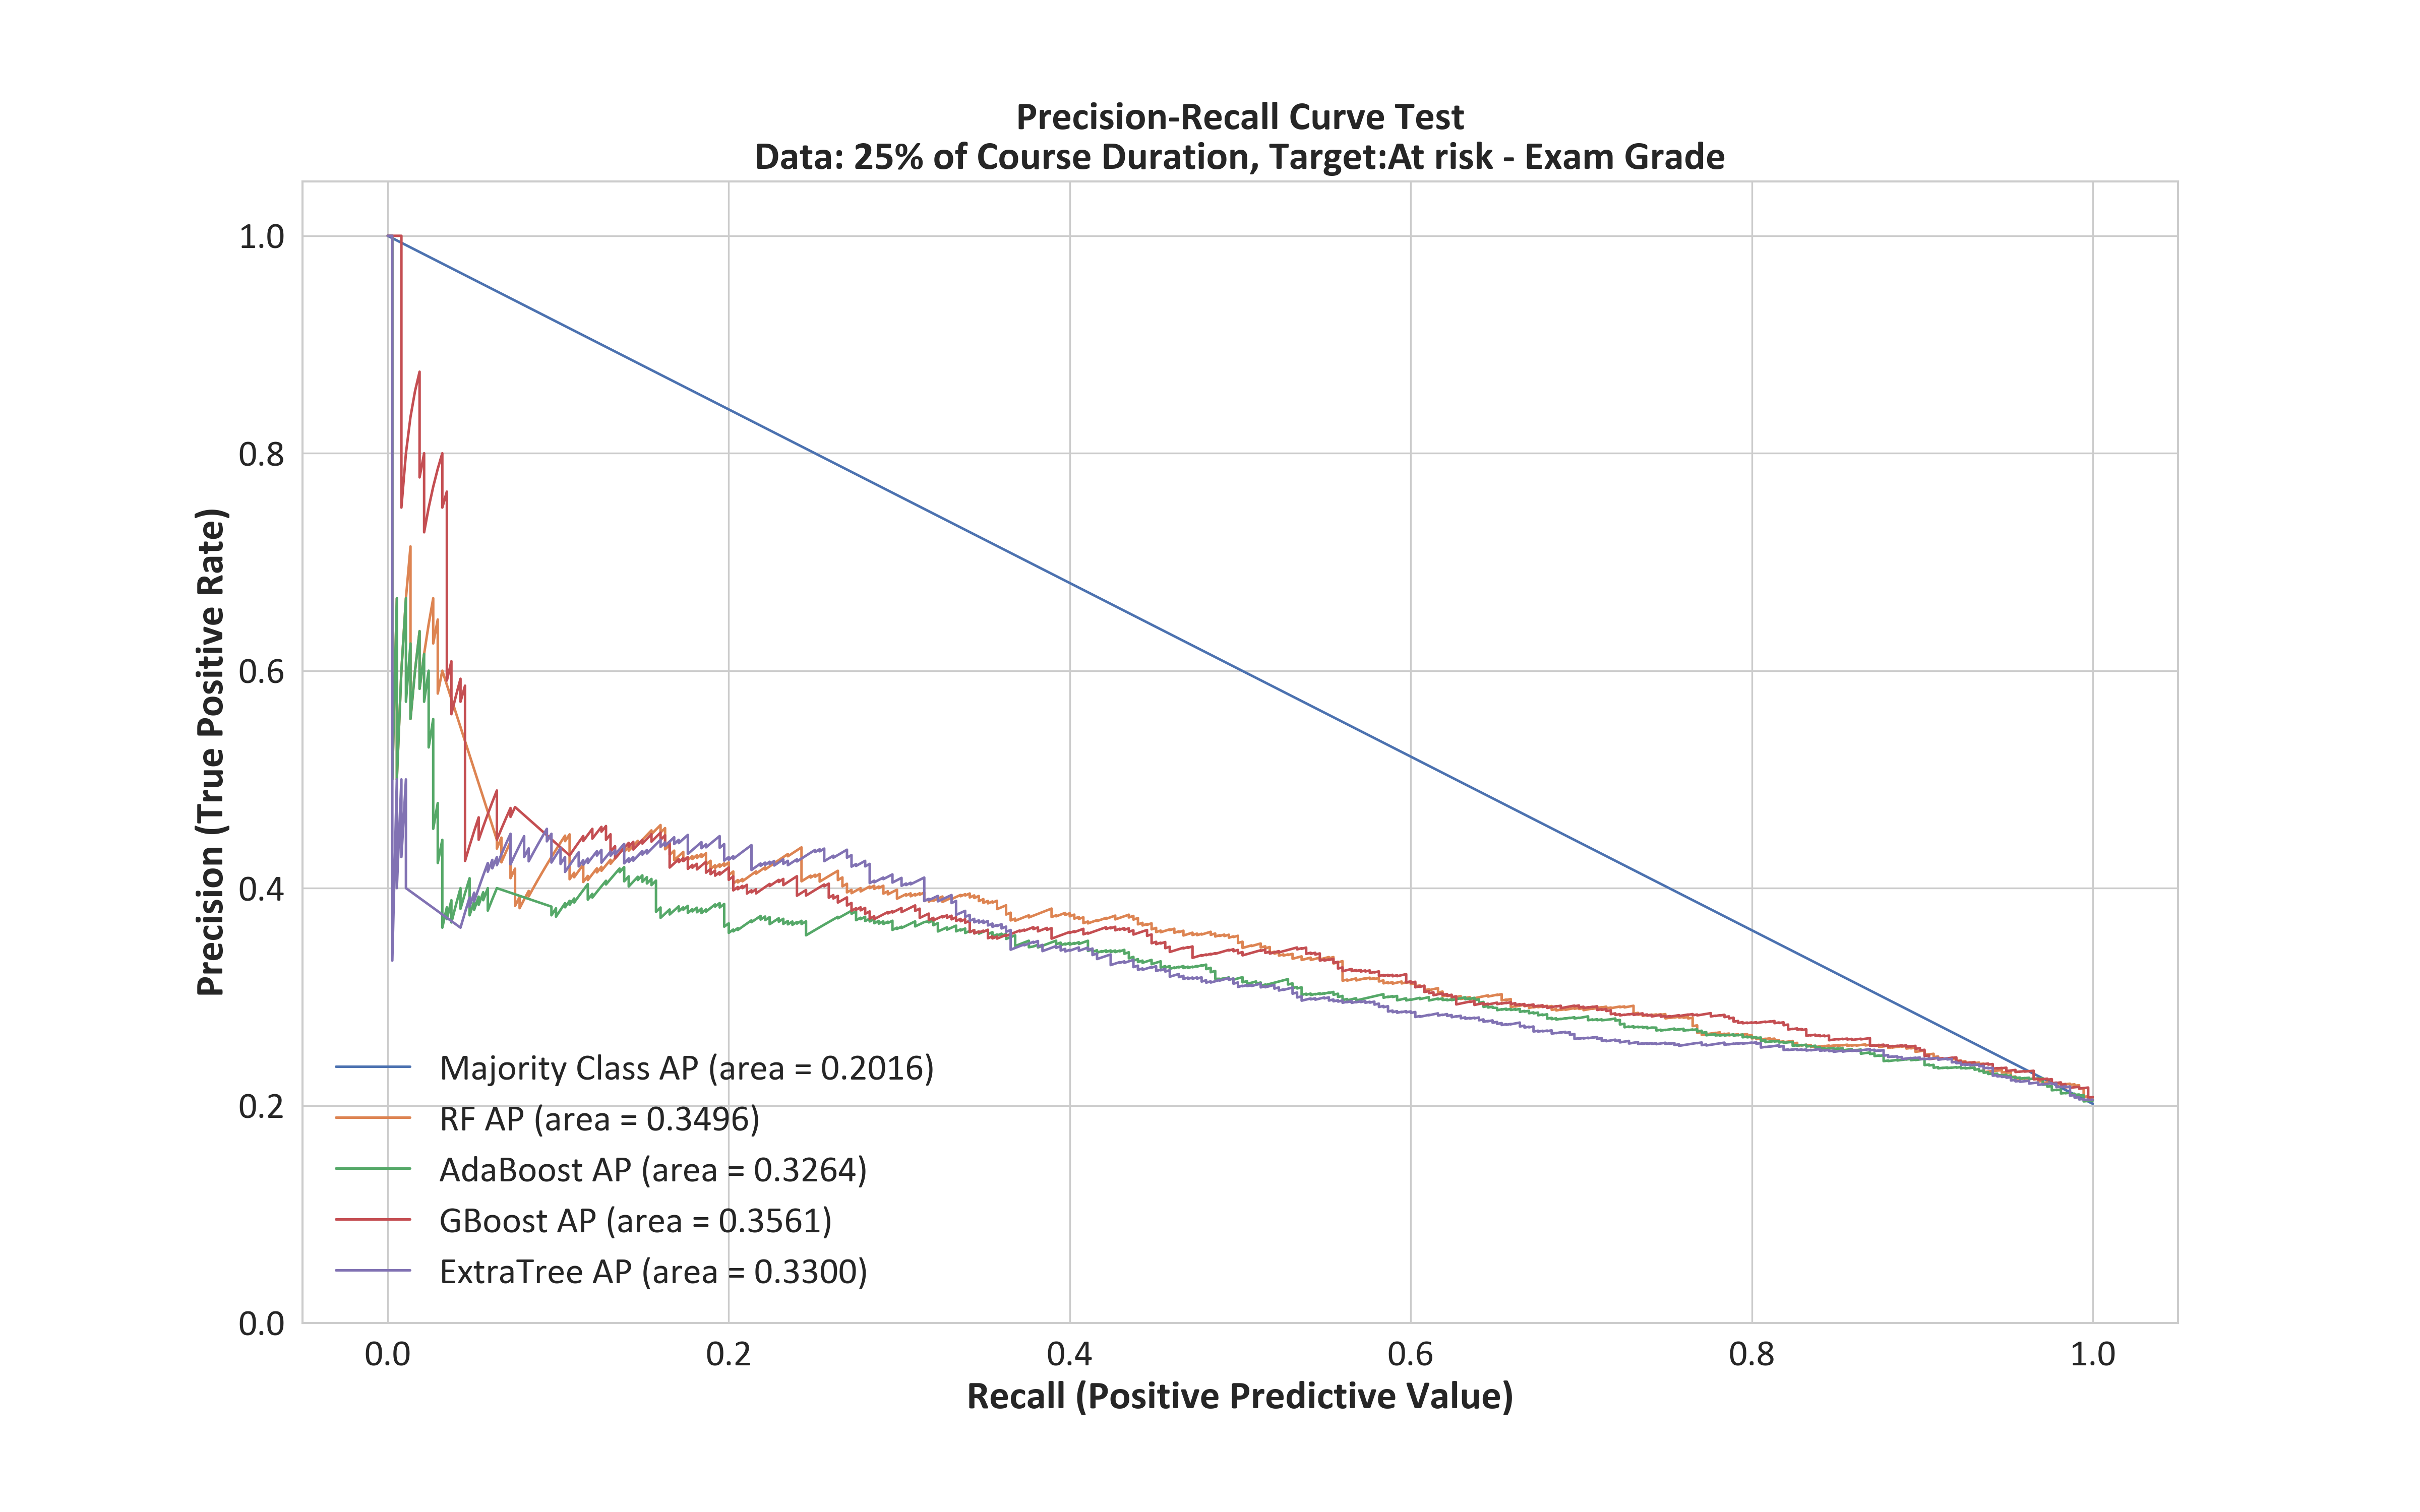 Precision-Recall Curve Test
Data: 25% of Course Duration, Target:At risk - Exam Grade
Precision (True Positive Rate)
1.0
0.8
0.6
0.4
0.2
0.0
Majority Class AP (area = 0.2016)
RF AP (area = 0.3496)
AdaBoost AP (area = 0.3264)
GBoost AP (area = 0.3561)
ExtraTree AP (area = 0.3300)
0.0 0.2 0.4 0.6 0.8 1.0
Recall (Positive Predictive Value)